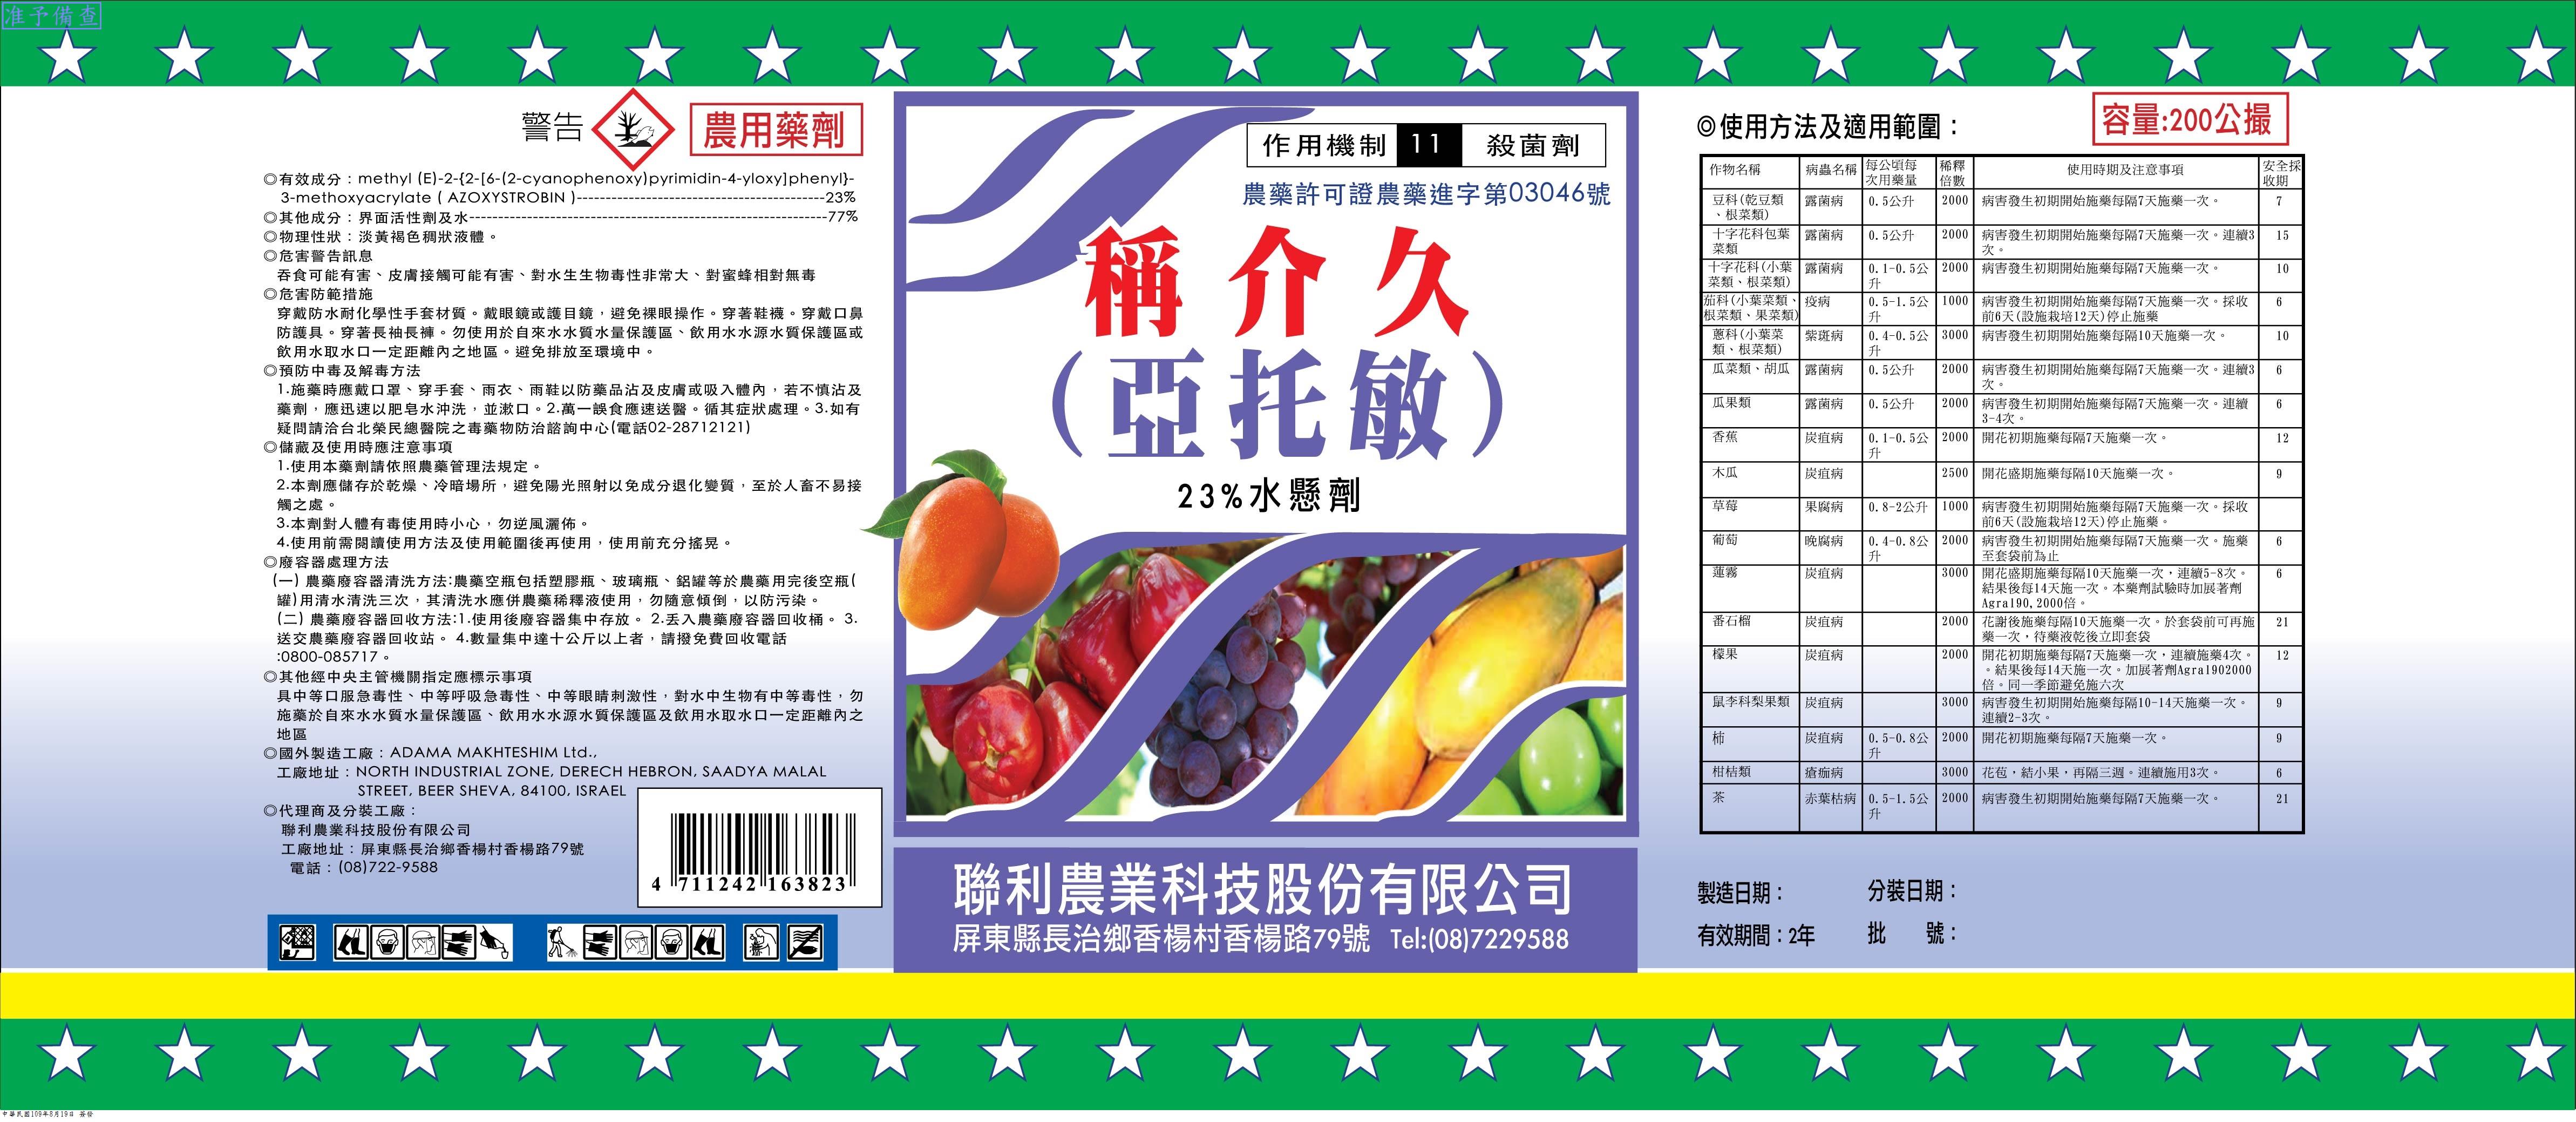 准予備查
警告
農用藥劑
◎有效成分：methyl (E)-2-{2-[6-(2-cyanophenoxy)pyrimidin-4-yloxy]phenyl}-
3-methoxyacrylate ( AZOXYSTROBIN )-------------------------------------------23%
◎其他成分：界面活性劑及水--------------------------------------------------------------77%
◎物理性狀：淡黃褐色稠狀液體。
◎危害警告訊息
吞食可能有害、皮膚接觸可能有害、對水生生物毒性非常大、對蜜蜂相對無毒
◎危害防範措施
穿戴防水耐化學性手套材質。戴眼鏡或護目鏡，避免裸眼操作。穿著鞋襪。穿戴口鼻
防護具。穿著長袖長褲。勿使用於自來水水質水量保護區、飲用水水源水質保護區或
飲用水取水口一定距離內之地區。避免排放至環境中。
◎預防中毒及解毒方法
1.施藥時應戴口罩、穿手套、雨衣、雨鞋以防藥品沾及皮膚或吸入體內，若不慎沾及
藥劑，應迅速以肥皂水沖洗，並漱口。2.萬一誤食應速送醫。循其症狀處理。3.如有
疑問請洽台北榮民總醫院之毒藥物防治諮詢中心(電話02-28712121)
◎儲藏及使用時應注意事項
1.使用本藥劑請依照農藥管理法規定。
2.本劑應儲存於乾燥、冷暗場所，避免陽光照射以免成分退化變質，至於人畜不易接
觸之處。
3.本劑對人體有毒使用時小心，勿逆風灑佈。
4.使用前需閱讀使用方法及使用範圍後再使用，使用前充分搖晃。
◎廢容器處理方法
(一) 農藥廢容器清洗方法:農藥空瓶包括塑膠瓶、玻璃瓶、鋁罐等於農藥用完後空瓶(
罐)用清水清洗三次，其清洗水應併農藥稀釋液使用，勿隨意傾倒，以防污染。
(二) 農藥廢容器回收方法:1.使用後廢容器集中存放。 2.丟入農藥廢容器回收桶。 3.
送交農藥廢容器回收站。 4.數量集中達十公斤以上者，請撥免費回收電話
:0800-085717。
◎其他經中央主管機關指定應標示事項
具中等口服急毒性、中等呼吸急毒性、中等眼睛刺激性，對水中生物有中等毒性，勿
施藥於自來水水質水量保護區、飲用水水源水質保護區及飲用水取水口一定距離內之
地區
◎國外製造工廠：ADAMA MAKHTESHIM Ltd.,
工廠地址：NORTH INDUSTRIAL ZONE, DERECH HEBRON, SAADYA MALAL
STREET, BEER SHEVA, 84100, ISRAEL
◎代理商及分裝工廠：
聯利農業科技股份有限公司
工廠地址：屏東縣長治鄉香楊村香楊路79號
電話：(08)722-9588
4 711242 163823
作用機制 11 殺菌劑
農藥許可證農藥進字第03046號
稱介久
(亞托敏)
23%水懸劑
聯利農業科技股份有限公司
屏東縣長治鄉香楊村香楊路79號 Tel:(08)7229588
◎使用方法及適用範圍：
容量:200公撮
作物名稱 病蟲名稱 每公頃每次用藥量 稀釋倍數 使用時期及注意事項 安全採收期
豆科(乾豆類、根菜類) 露菌病 0.5公升 2000 病害發生初期開始施藥每隔7天施藥一次。 7
十字花科包葉菜類 露菌病 0.5公升 2000 病害發生初期開始施藥每隔7天施藥一次。連續3次。 15
十字花科(小葉菜類、根菜類) 露菌病 0.1-0.5公升 2000 病害發生初期開始施藥每隔7天施藥一次。 10
茄科(小葉菜類、根菜類、果菜類) 疫病 0.5-1.5公升 1000 病害發生初期開始施藥每隔7天施藥一次。採收前6天(設施栽培12天)停止施藥 6
蔥科(小葉菜類、根菜類) 紫斑病 0.4-0.5公升 3000 病害發生初期開始施藥每隔10天施藥一次。 10
瓜菜類、胡瓜 露菌病 0.5公升 2000 病害發生初期開始施藥每隔7天施藥一次。連續3次。 6
瓜果類 露菌病 0.5公升 2000 病害發生初期開始施藥每隔7天施藥一次。連續3-4次。 6
香蕉 炭疽病 0.1-0.5公升 2000 開花初期施藥每隔7天施藥一次。 12
木瓜 炭疽病 2500 開花盛期施藥每隔10天施藥一次。 9
草莓 果腐病 0.8-2公升 1000 病害發生初期開始施藥每隔7天施藥一次。採收前6天(設施栽培12天)停止施藥。
葡萄 晚腐病 0.4-0.8公升 2000 病害發生初期開始施藥每隔7天施藥一次。施藥至套袋前為止 6
蓮霧 炭疽病 3000 開花盛期施藥每隔10天施藥一次，連續5-8次。結果後每14天施一次。本藥劑試驗時加展著劑Agral90,2000倍。 6
番石榴 炭疽病 2000 花謝後施藥每隔10天施藥一次。於套袋前可再施藥一次，待藥液乾後立即套袋 21
檬果 炭疽病 2000 開花初期施藥每隔7天施藥一次，連續施藥4次。。結果後每14天施一次。加展著劑Agral902000倍。同一季節避免施六次 12
鼠李科梨果類 炭疽病 3000 病害發生初期開始施藥每隔10-14天施藥一次。連續2-3次。 9
柿 炭疽病 0.5-0.8公升 2000 開花初期施藥每隔7天施藥一次。 9
柑桔類 瘡痂病 3000 花苞，結小果，再隔三週。連續施用3次。 6
茶 赤葉枯病 0.5-1.5公升 2000 病害發生初期開始施藥每隔7天施藥一次。 21
製造日期： 分裝日期：
有效期間：2年 批 號：
中華民國109年8月19日 簽發